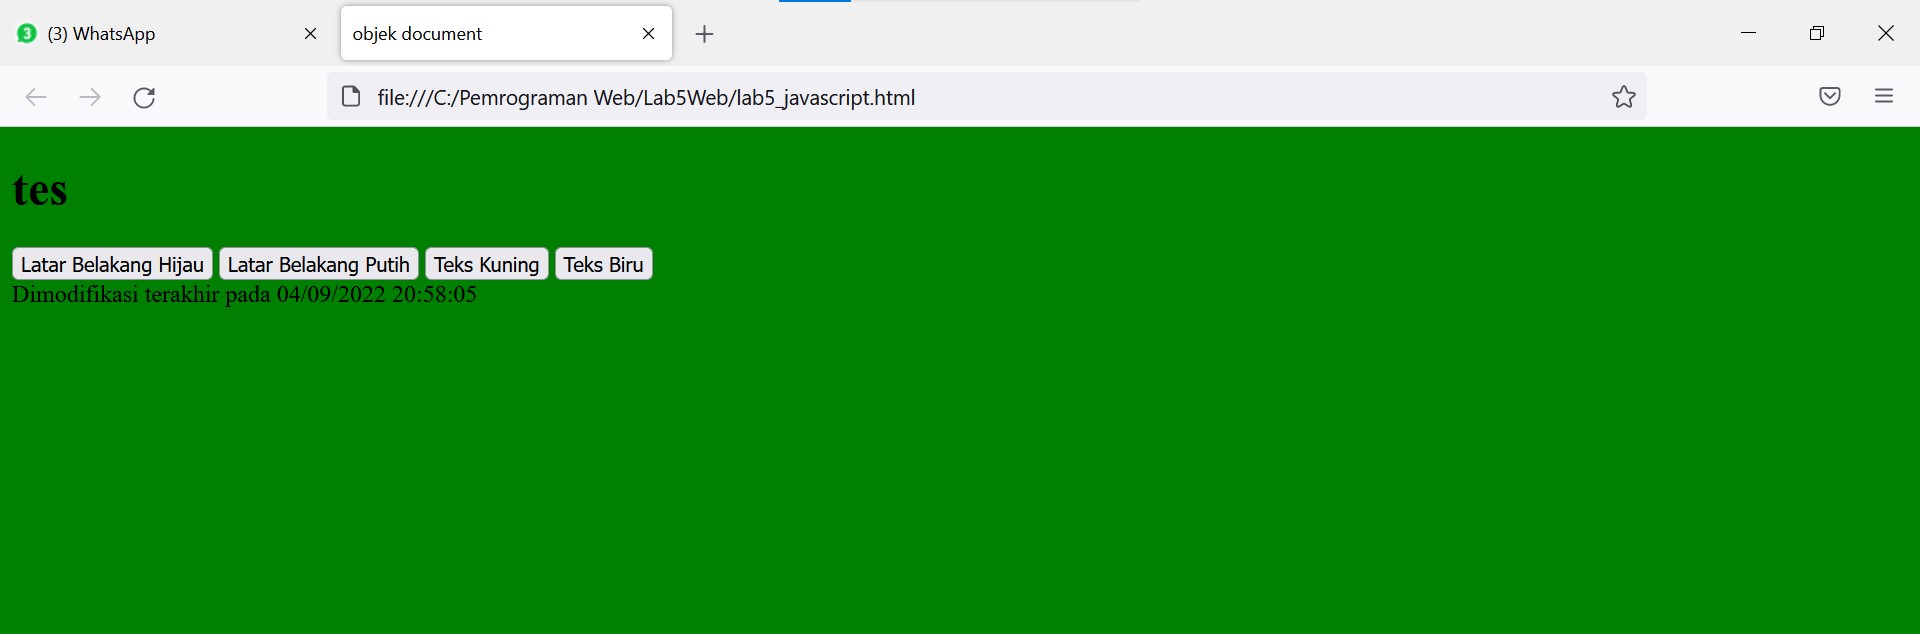 3 (3) WhatsApp objek document
file:///C:/Pemrograman Web/Lab5Web/lab5_javascript.html
tes
Latar Belakang Hijau Latar Belakang Putih Teks Kuning Teks Biru
Dimodifikasi terakhir pada 04/09/2022 20:58:05